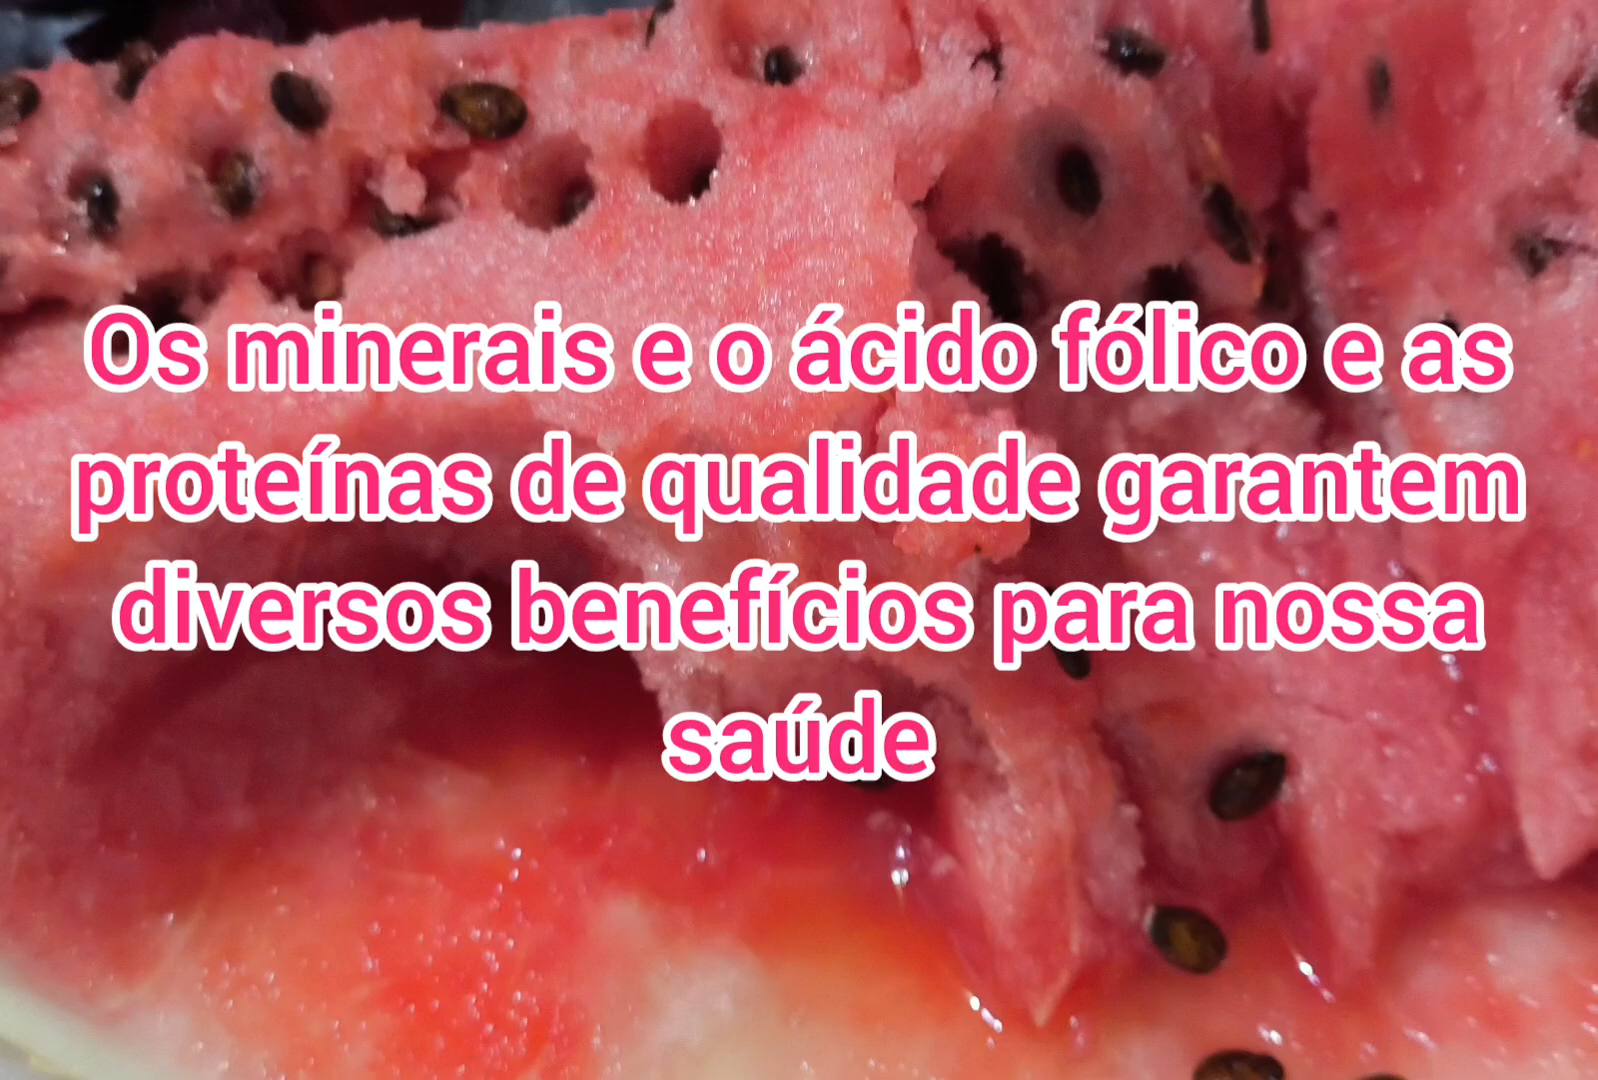 Os minerais e o ácido fólico e as
proteínas de qualidade garantem
diversos benefícios para nossa
saúde